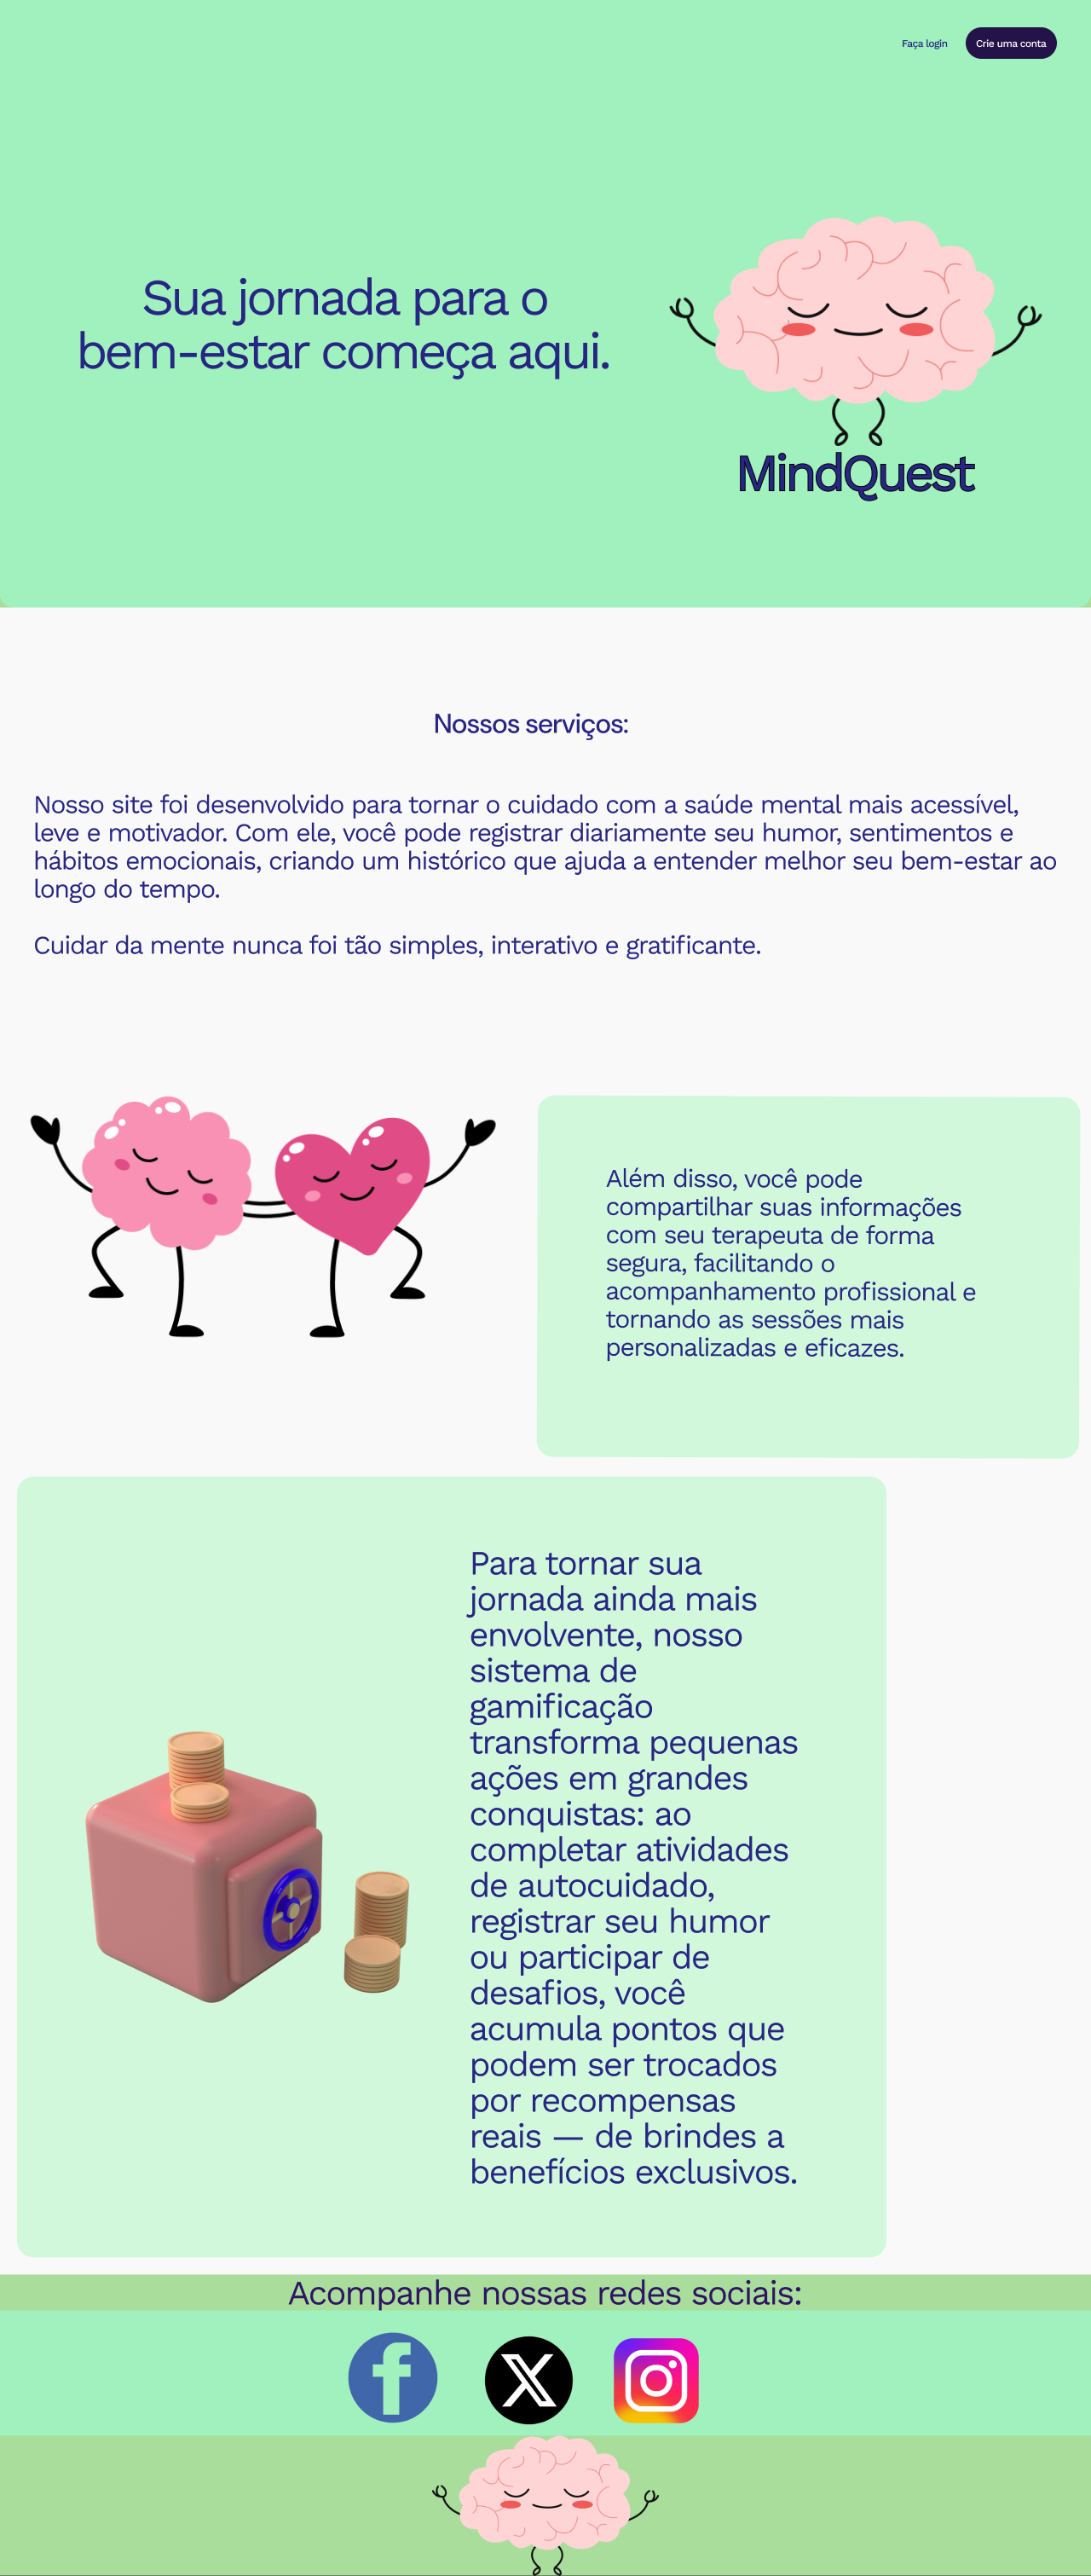 Faça login
Crie uma conta
Sua jornada para o
bem-estar começa aqui.
MindQuest
Nossos serviços:
Nosso site foi desenvolvido para tornar o cuidado com a saúde mental mais acessível,
leve e motivador. Com ele, você pode registrar diariamente seu humor, sentimentos e
hábitos emocionais, criando um histórico que ajuda a entender melhor seu bem-estar ao
longo do tempo.
Cuidar da mente nunca foi tão simples, interativo e gratificante.
Além disso, você pode
compartilhar suas informações
com seu terapeuta de forma
segura, facilitando o
acompanhamento profissional e
tornando as sessões mais
personalizadas e eficazes.
Para tornar sua
jornada ainda mais
envolvente, nosso
sistema de
gamificação
transforma pequenas
ações em grandes
conquistas: ao
completar atividades
de autocuidado,
registrar seu humor
ou participar de
desafios, você
acumula pontos que
podem ser trocados
por recompensas
reais — de brindes a
benefícios exclusivos.
Acompanhe nossas redes sociais: